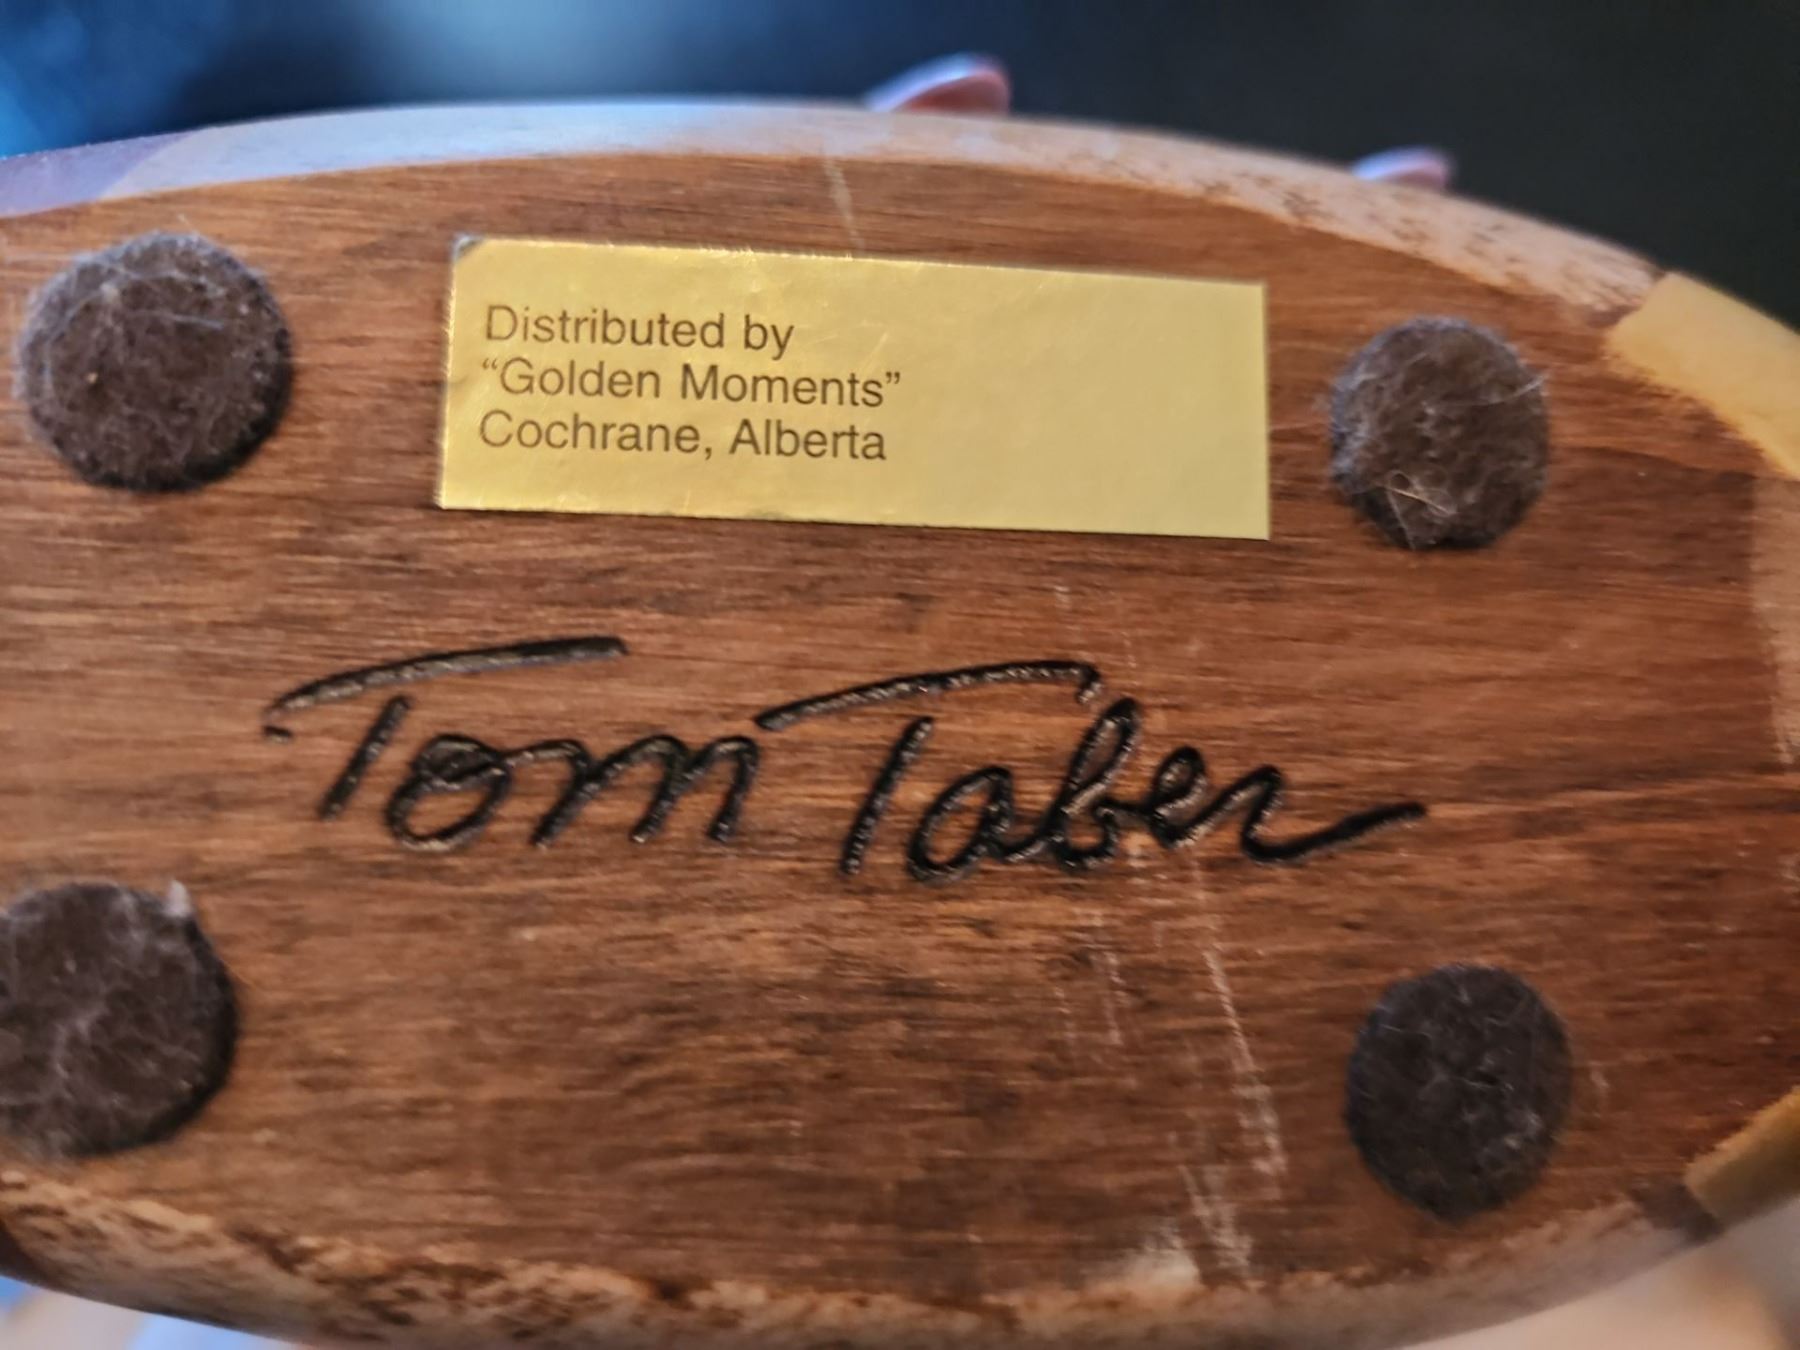 Distributed by
“Golden Moments”
Cochrane, Alberta
Tom Taber